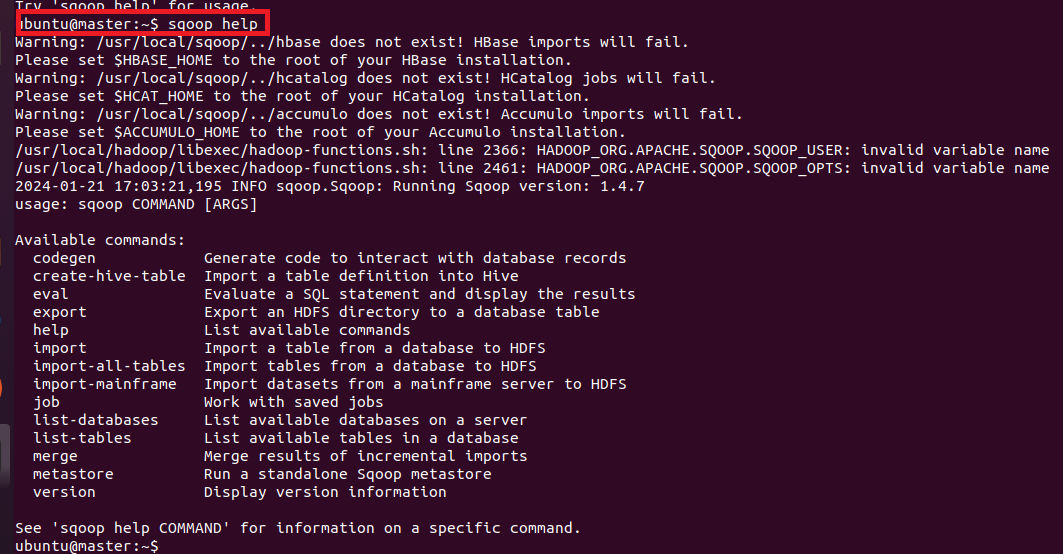 Try 'sqoop help' for usage.
ubuntu@master:~$ sqoop help
Warning: /usr/local/sqoop/../hbase does not exist! HBase imports will fail.
Please set $HBASE_HOME to the root of your HBase installation.
Warning: /usr/local/sqoop/../hcatalog does not exist! HCatalog jobs will fail.
Please set $HCAT_HOME to the root of your HCatalog installation.
Warning: /usr/local/sqoop/../accumulo does not exist! Accumulo imports will fail.
Please set $ACCUMULO_HOME to the root of your Accumulo installation.
/usr/local/hadoop/libexec/hadoop-functions.sh: line 2366: HADOOP_ORG.APACHE.SQOOP.SQOOP_USER: invalid variable name
/usr/local/hadoop/libexec/hadoop-functions.sh: line 2461: HADOOP_ORG.APACHE.SQOOP.SQOOP_OPTS: invalid variable name
2024-01-21 17:03:21,195 INFO sqoop.Sqoop: Running Sqoop version: 1.4.7
usage: sqoop COMMAND [ARGS]

Available commands:
  codegen            Generate code to interact with database records
  create-hive-table  Import a table definition into Hive
  eval               Evaluate a SQL statement and display the results
  export             Export an HDFS directory to a database table
  help               List available commands
  import             Import a table from a database to HDFS
  import-all-tables  Import tables from a database to HDFS
  import-mainframe   Import datasets from a mainframe server to HDFS
  job                Work with saved jobs
  list-databases     List available databases on a server
  list-tables        List available tables in a database
  merge              Merge results of incremental imports
  metastore          Run a standalone Sqoop metastore
  version            Display version information

See 'sqoop help COMMAND' for information on a specific command.
ubuntu@master:~$